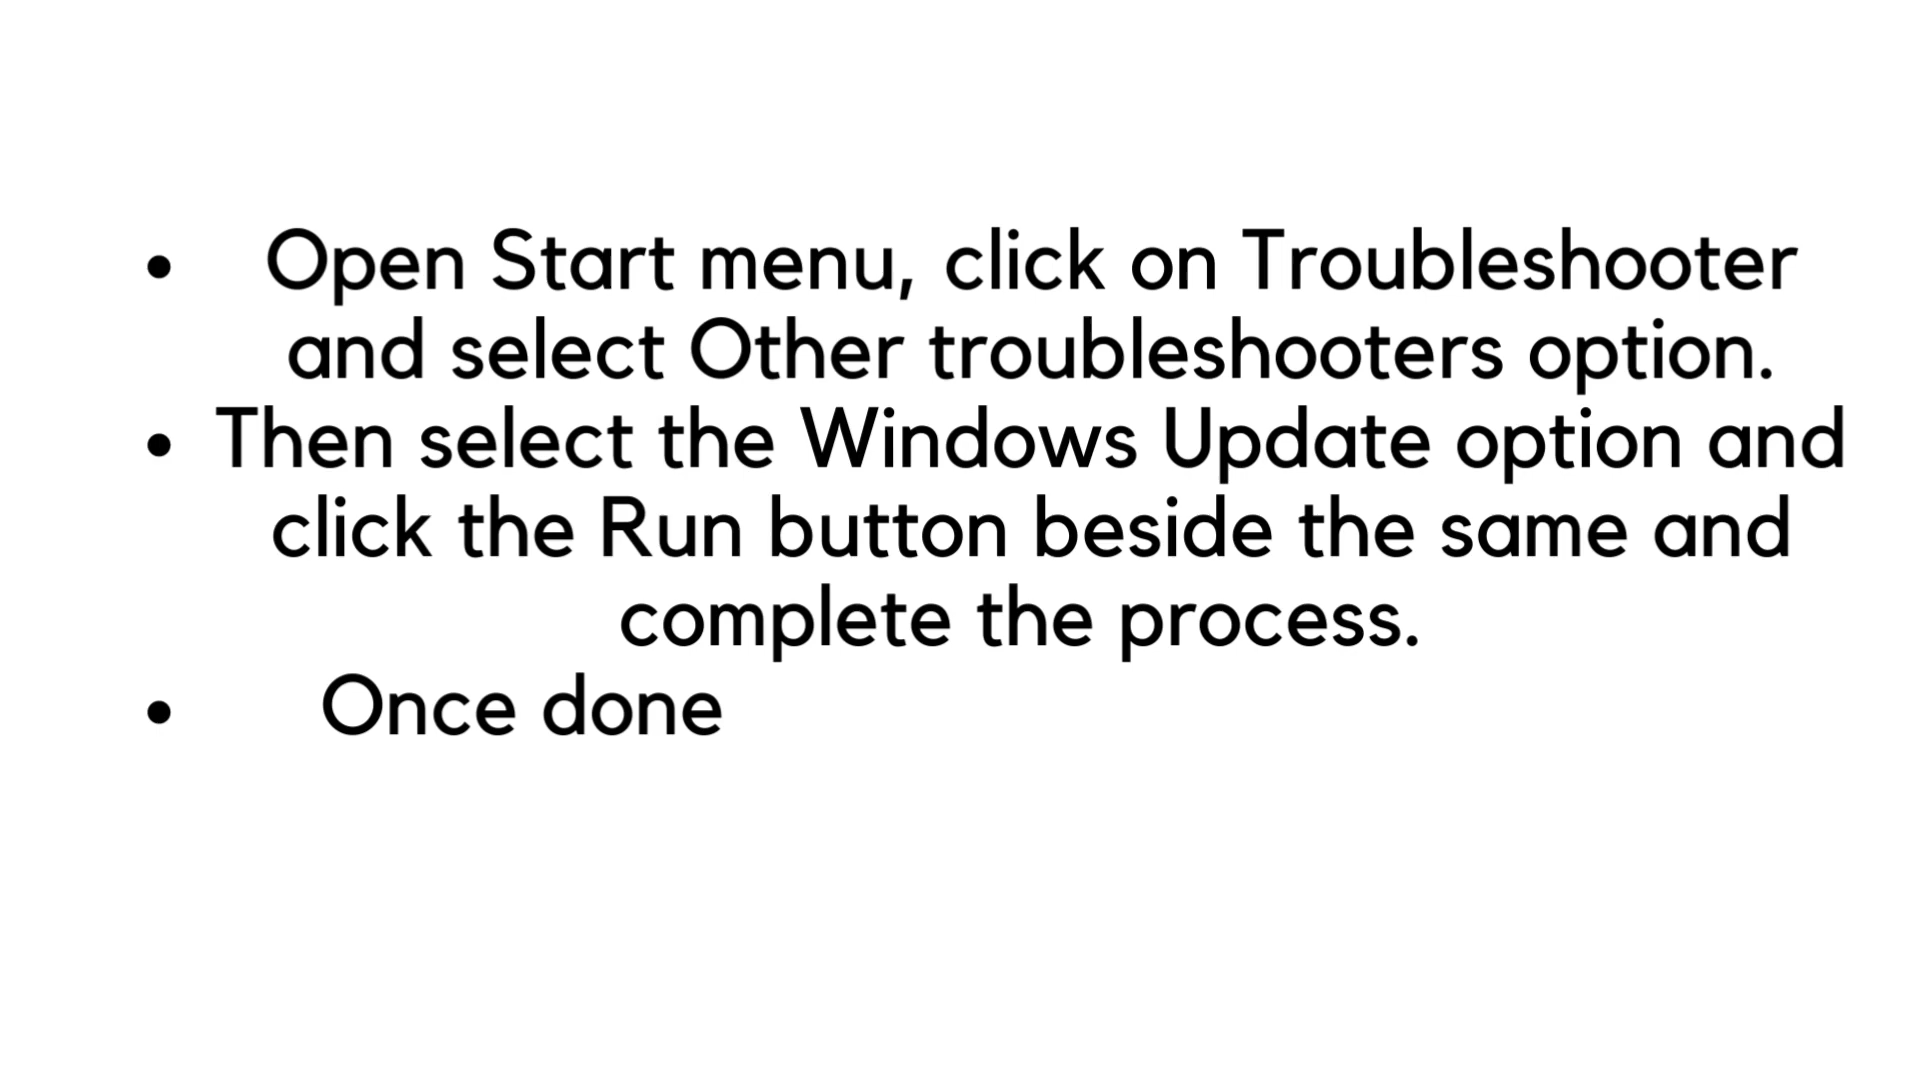 • Open Start menu, click on Troubleshooter
and select Other troubleshooters option.
• Then select the Windows Update option and
click the Run button beside the same and
complete the process.
• Once done